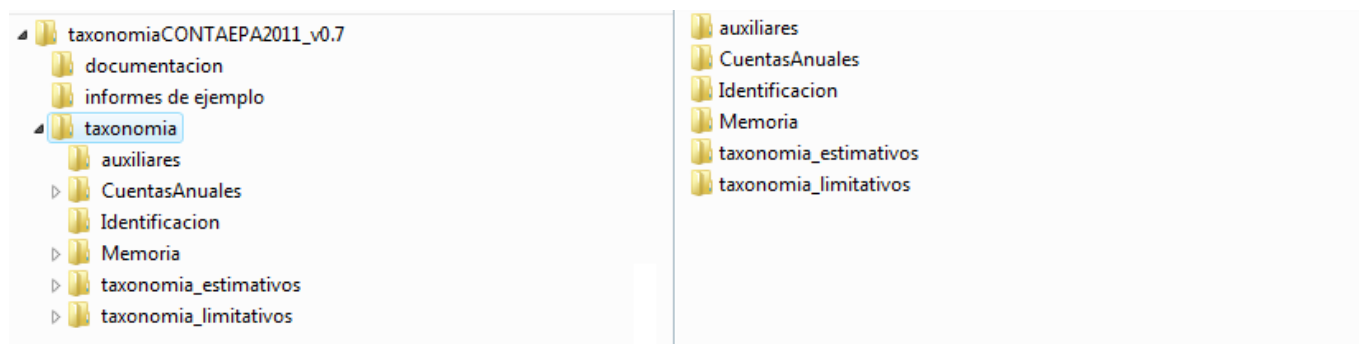 taxonomiaCONTAEPA2011_v0.7
documentacion
informes de ejemplo
taxonomia
auxiliares
CuentasAnuales
Identificacion
Memoria
taxonomia_estimativos
taxonomia_limitativos
auxiliares
CuentasAnuales
Identificacion
Memoria
taxonomia_estimativos
taxonomia_limitativos